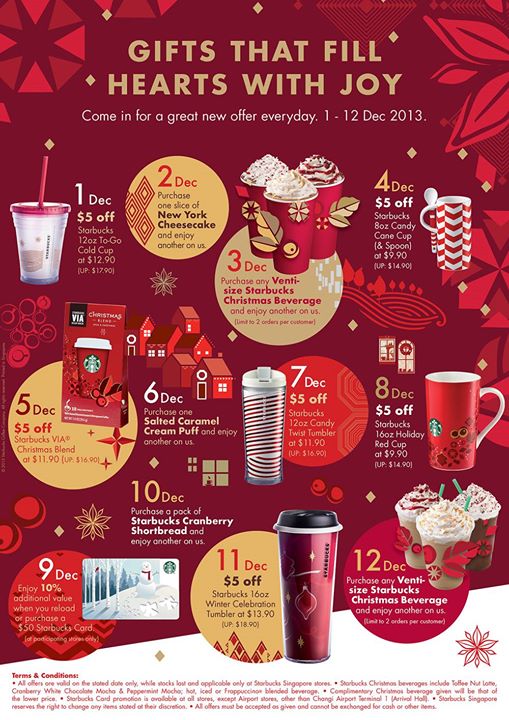 GIFTS THAT FILL
HEARTS WITH JOY
Come in for a great new offer everyday. 1 - 12 Dec 2013.
1 Dec
$5 off
Starbucks
12oz To-Go
Cold Cup
at $12.90
(UP: $17.90)
2 Dec
Purchase
one slice of
New York
Cheesecake
and enjoy
another on us.
3 Dec
Purchase any Venti-
size Starbucks
Christmas Beverage
and enjoy another on us.
(Limit to 2 orders per customer)
4 Dec
$5 off
Starbucks
8oz Candy
Cane Cup
(& Spoon)
at $9.90
(UP: $14.90)
STARBUCKS
VIA
CHRISTMAS
BLEND
5 Dec
$5 off
Starbucks VIA®
Christmas Blend
at $11.90 (UP: $16.90)
6 Dec
Purchase one
Salted Caramel
Cream Puff and enjoy
another on us.
7 Dec
$5 off
Starbucks
12oz Candy
Twist Tumbler
at $11.90
(UP: $16.90)
8 Dec
$5 off
Starbucks
16oz Holiday
Red Cup
at $9.90
(UP: $14.90)
9 Dec
Enjoy 10%
additional value
when you reload
or purchase a
$50 Starbucks Card.
(at participating stores only)
10 Dec
Purchase a pack of
Starbucks Cranberry
Shortbread and
enjoy another on us.
11 Dec
$5 off
Starbucks 16oz
Winter Celebration
Tumbler at $13.90
(UP: $18.90)
STARBUCKS
12 Dec
Purchase any Venti-
size Starbucks
Christmas Beverage
and enjoy another on us.
(Limit to 2 orders per customer)
Terms & Conditions:
• All offers are valid on the stated date only, while stocks last and applicable only at Starbucks Singapore stores. • Starbucks Christmas beverages include Toffee Nut Latte,
Cranberry White Chocolate Mocha & Peppermint Mocha; hot, iced or Frappuccino® blended beverage. • Complimentary Christmas beverage given will be that of
the lower price. • Starbucks Card promotion is available at all stores, except Airport stores, other than Changi Airport Terminal 1 (Arrival Hall). • Starbucks Singapore
reserves the right to change any items stated at their discretion. • All offers must be accepted as given and cannot be exchanged for cash or other items.